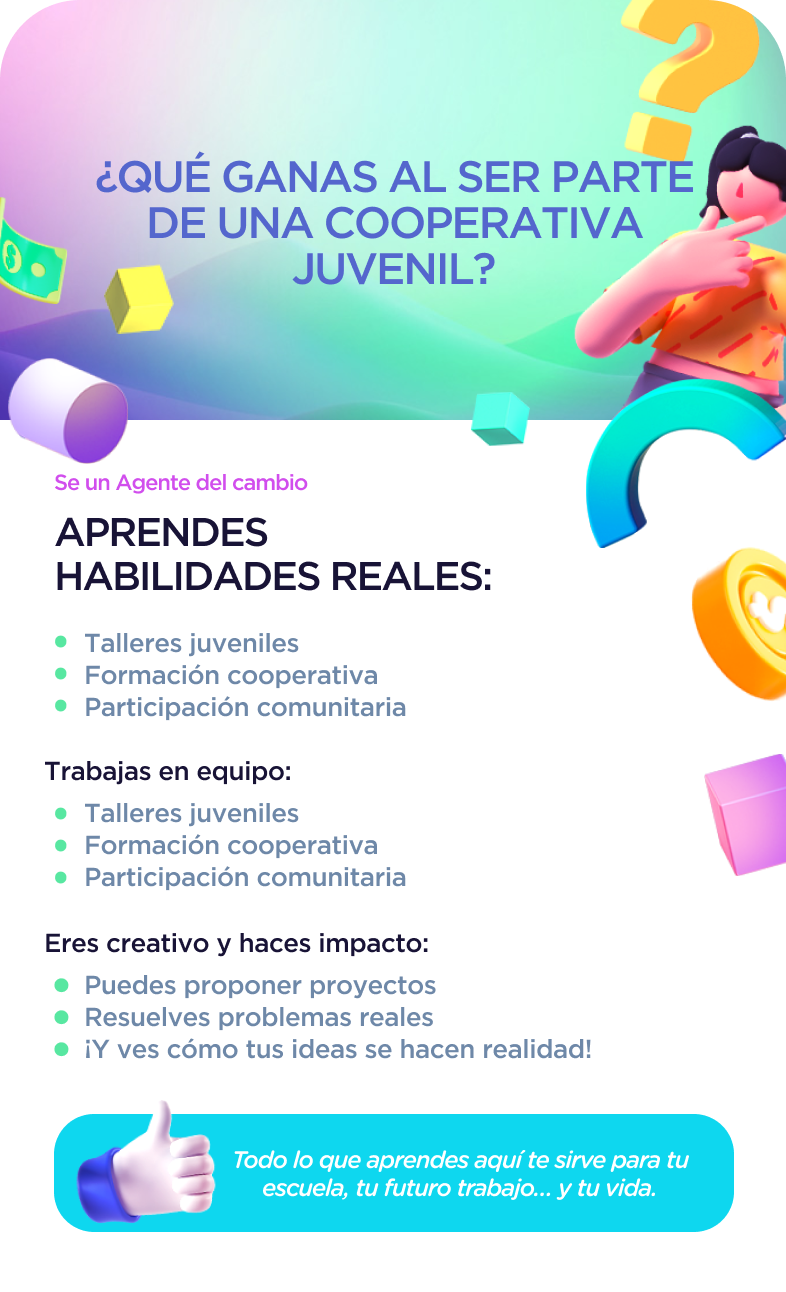 ¿QUÉ GANAS AL SER PARTE
DE UNA COOPERATIVA
JUVENIL?
Se un Agente del cambio
APRENDES
HABILIDADES REALES:
Talleres juveniles
Formación cooperativa
Participación comunitaria
Trabajas en equipo:
Talleres juveniles
Formación cooperativa
Participación comunitaria
Eres creativo y haces impacto:
Puedes proponer proyectos
Resuelves problemas reales
¡Y ves cómo tus ideas se hacen realidad!
Todo lo que aprendes aquí te sirve para tu
escuela, tu futuro trabajo... y tu vida.